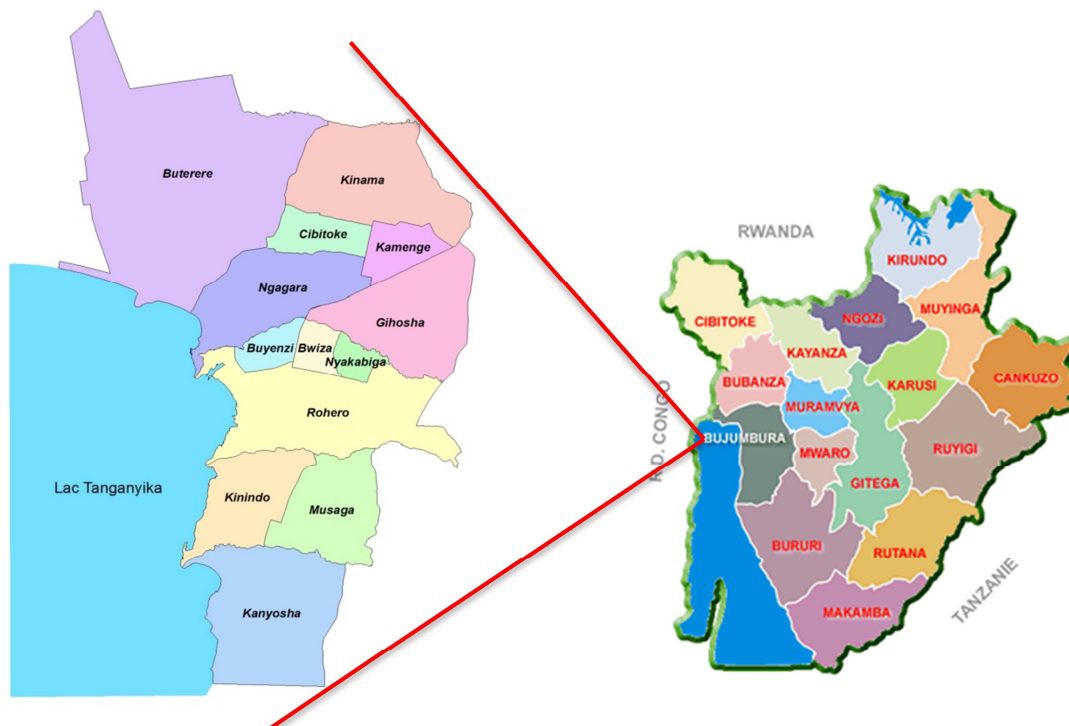 Buterere
Kinama
Cibitoke
Kamenge
Ngagara
Gihosha
Buyenzi
Bwiza
Nyakabiga
Rohero
Lac Tanganyika
Kinindo
Musaga
Kanyosha
RWANDA
KIRUNDO
CIBITOKE
NGOZI
MUYINGA
KAYANZA
BUBANZA
KARUSI
CANKUZO
MURAMVYA
R.D. CONGO
BUJUMBURA
MWARO
RUYIGI
GITEGA
BURURI
RUTANA
TANZANIE
MAKAMBA